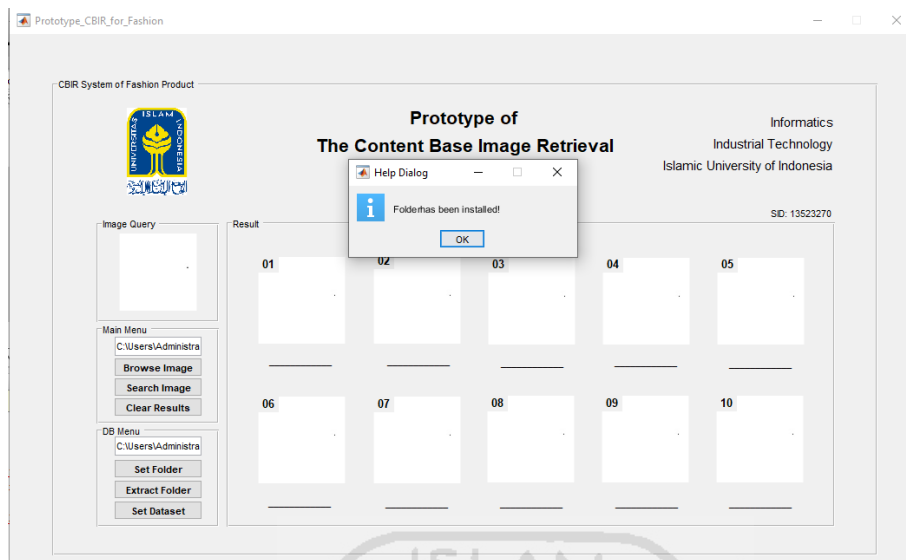 Prototype_CBIR_for_Fashion
CBIR System of Fashion Product
ISLAM
UNIVERSITAS
INDONESIA
Prototype of
The Content Base Image Retrieval
Informatics
Industrial Technology
Islamic University of Indonesia
SID: 13523270
Help Dialog
Folderhas been installed!
OK
Image Query
Result
01
02
03
04
05
Main Menu
C:\Users\Administra
Browse Image
Search Image
Clear Results
06
07
08
09
10
DB Menu
C:\Users\Administra
Set Folder
Extract Folder
Set Dataset
ISLAM